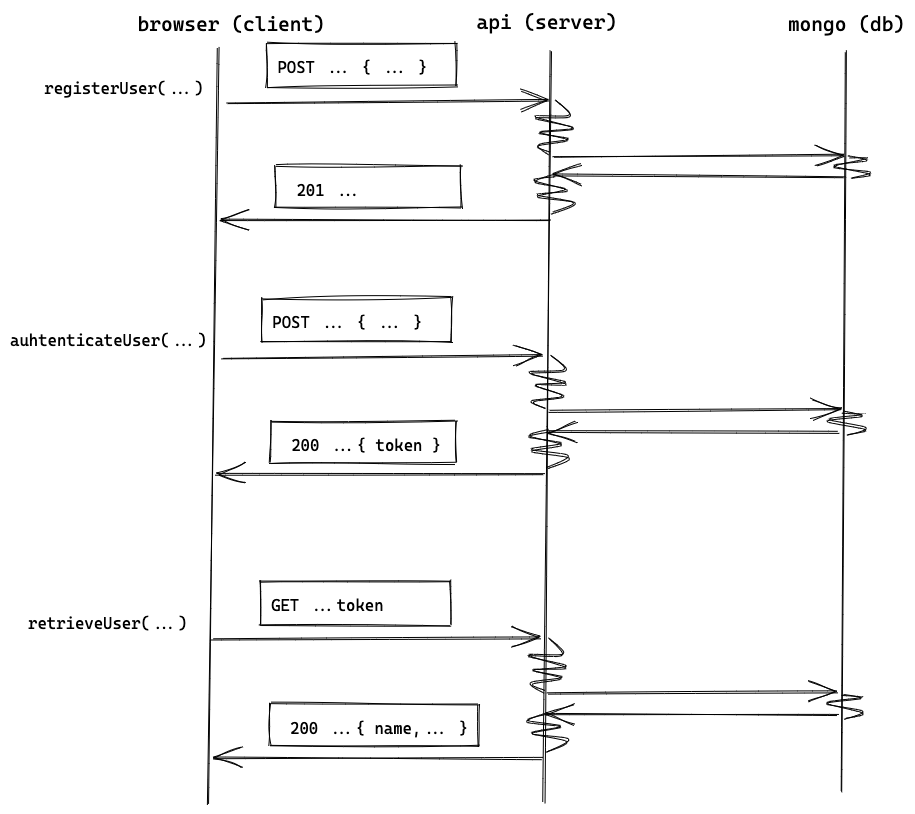 browser (client)
api (server)
mongo (db)
POST ... { ... }
registerUser(...)
201 ...
POST ... { ... }
auhtenticateUser(...)
200 ...{ token }
GET ...token
retrieveUser(...)
200 ...{ name,... }